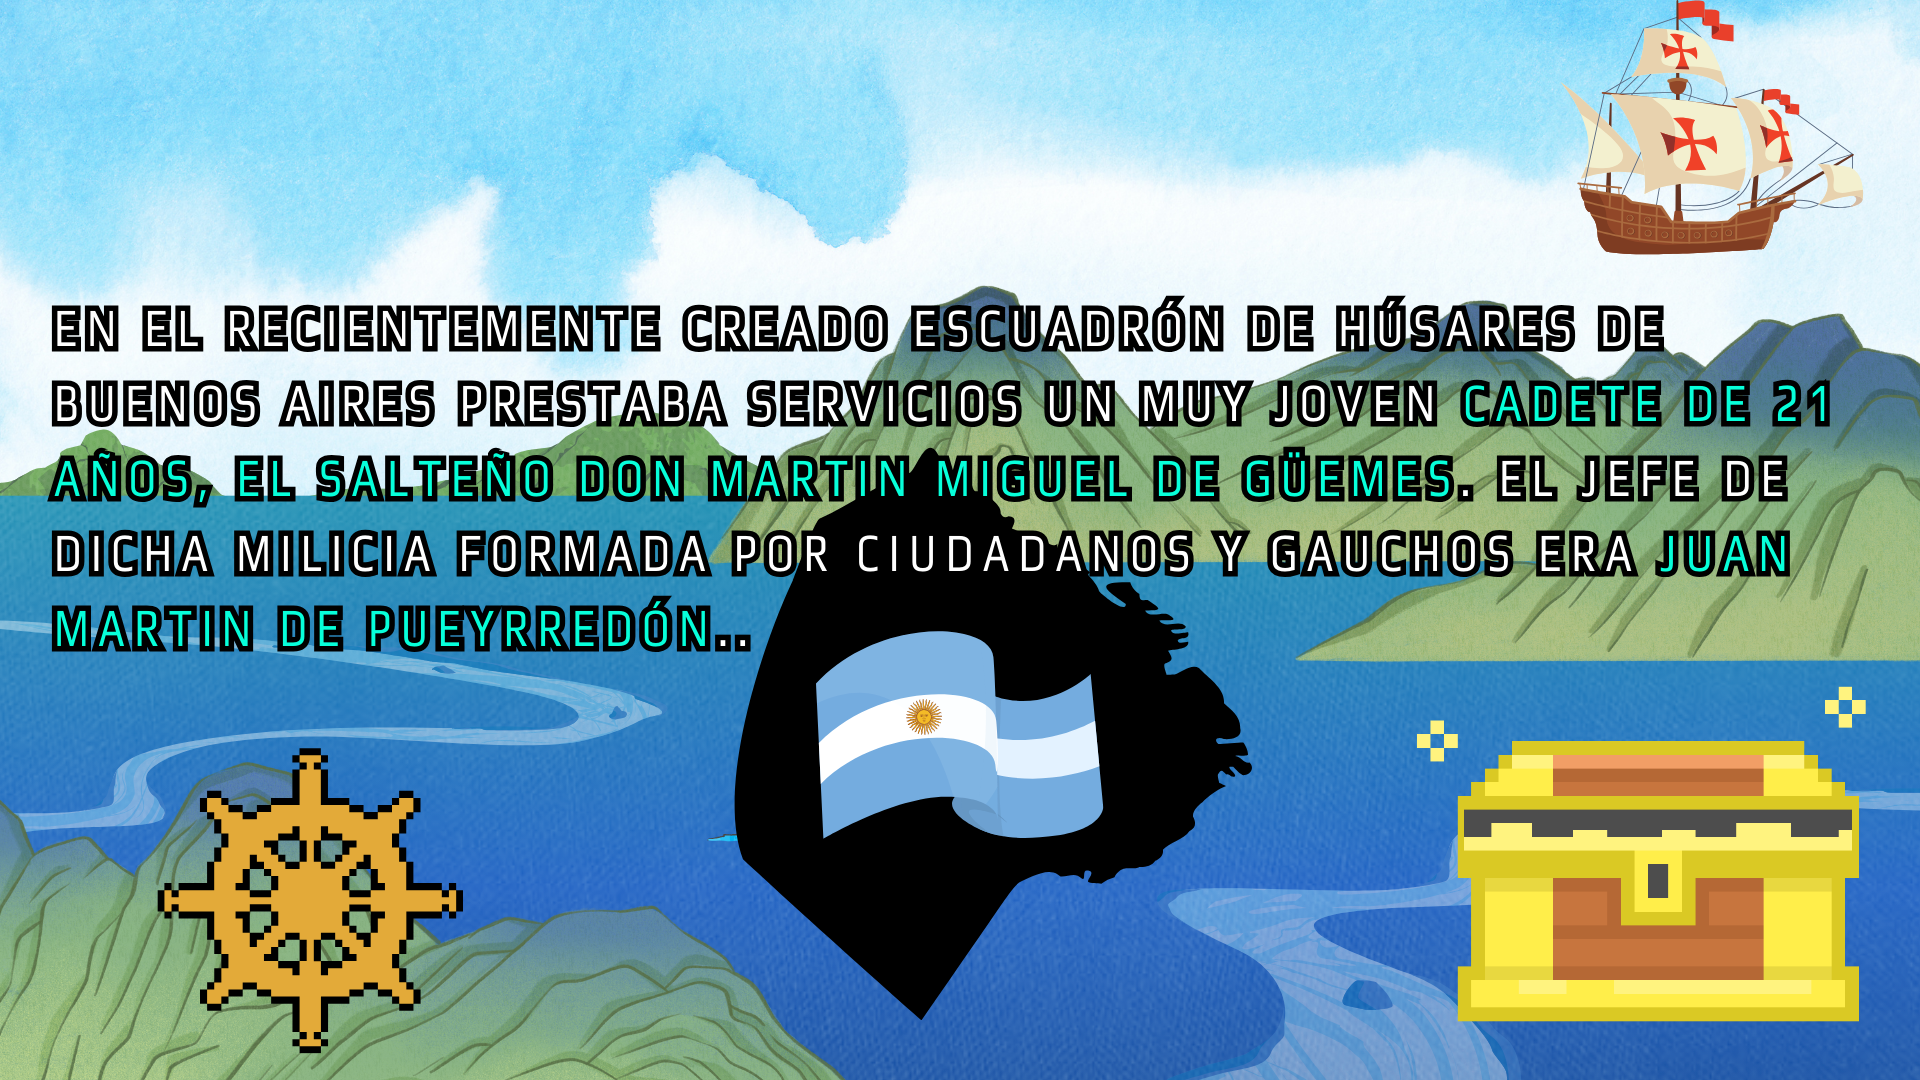 EN EL RECIENTEMENTE CREADO ESCUADRÓN DE HÚSARES DE
BUENOS AIRES PRESTABA SERVICIOS UN MUY JOVEN CADETE DE 21
AÑOS, EL SALTEÑO DON MARTIN MIGUEL DE GÜEMES. EL JEFE DE
DICHA MILICIA FORMADA POR CIUDADANOS Y GAUCHOS ERA JUAN
MARTIN DE PUEYRREDÓN..